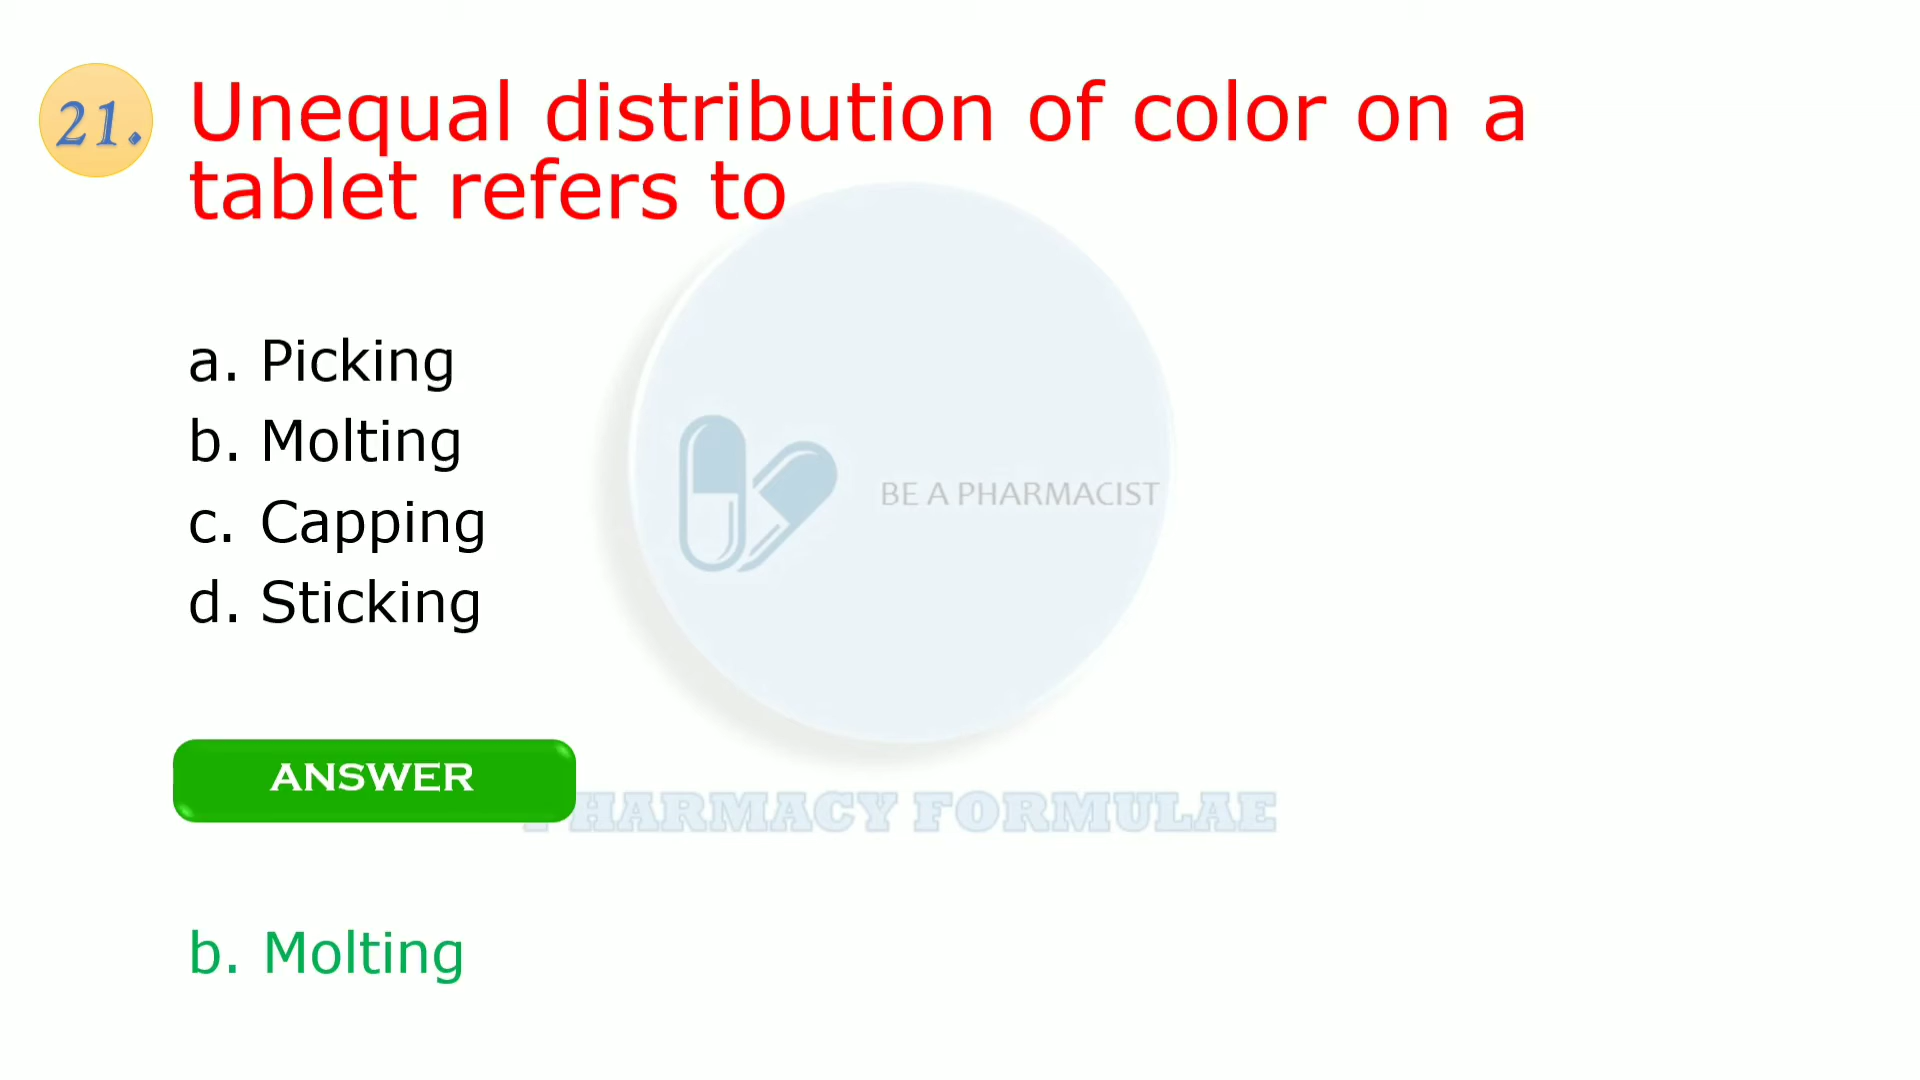 21. Unequal distribution of color on a
tablet refers to
a. Picking
b. Molting
c. Capping
d. Sticking
BE A PHARMACIST
ANSWER
PHARMACY FORMULAE
b. Molting